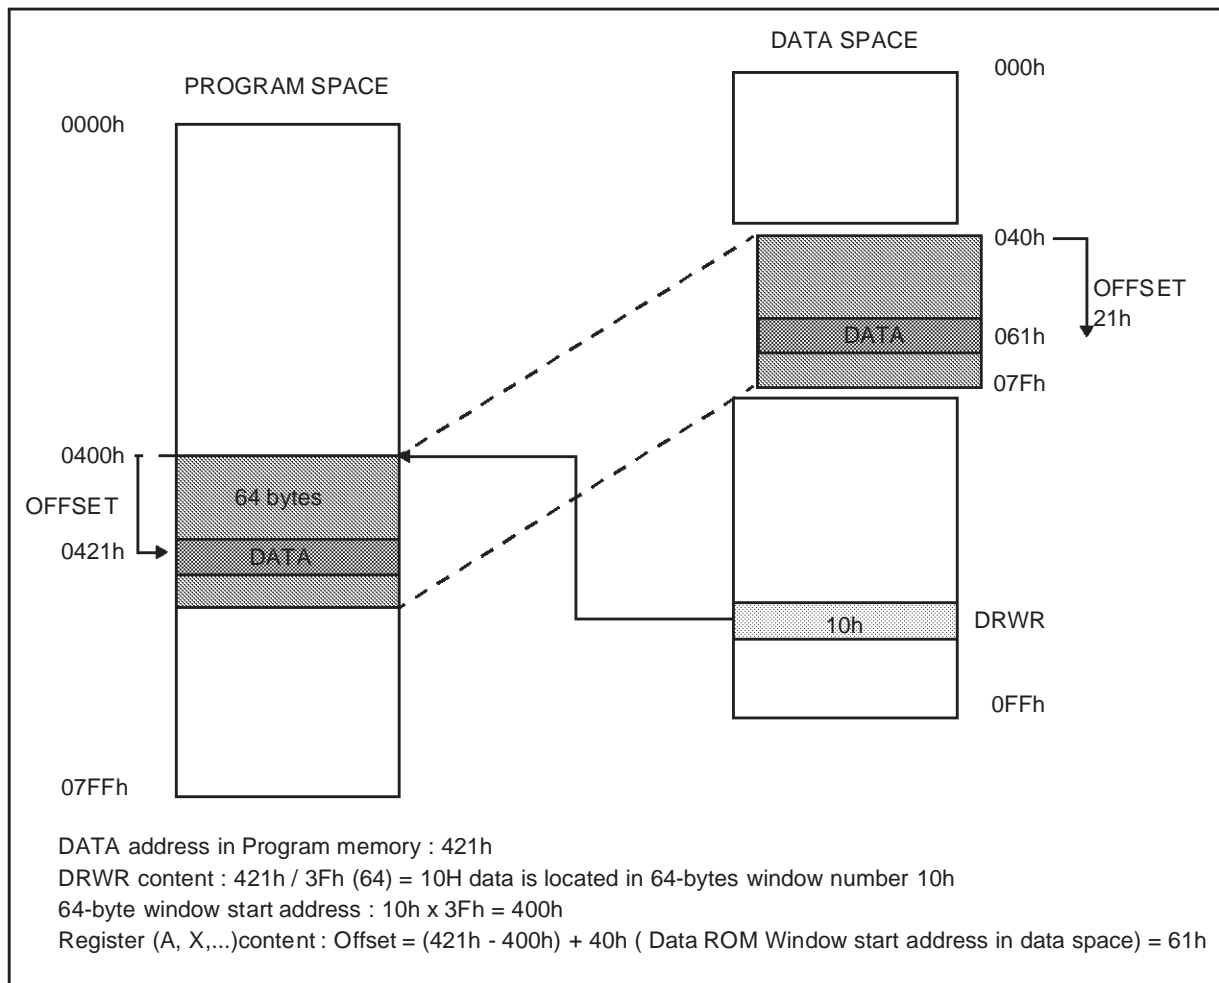 DATA SPACE
000h
PROGRAM SPACE
0000h
040h
OFFSET
21h
DATA
061h
07Fh
0400h
64 bytes
OFFSET
0421h
DATA
10h
DRWR
0FFh
07FFh
DATA address in Program memory : 421h
DRWR content : 421h / 3Fh (64) = 10H data is located in 64-bytes window number 10h
64-byte window start address : 10h x 3Fh = 400h
Register (A, X,...)content : Offset = (421h - 400h) + 40h ( Data ROM Window start address in data space) = 61h